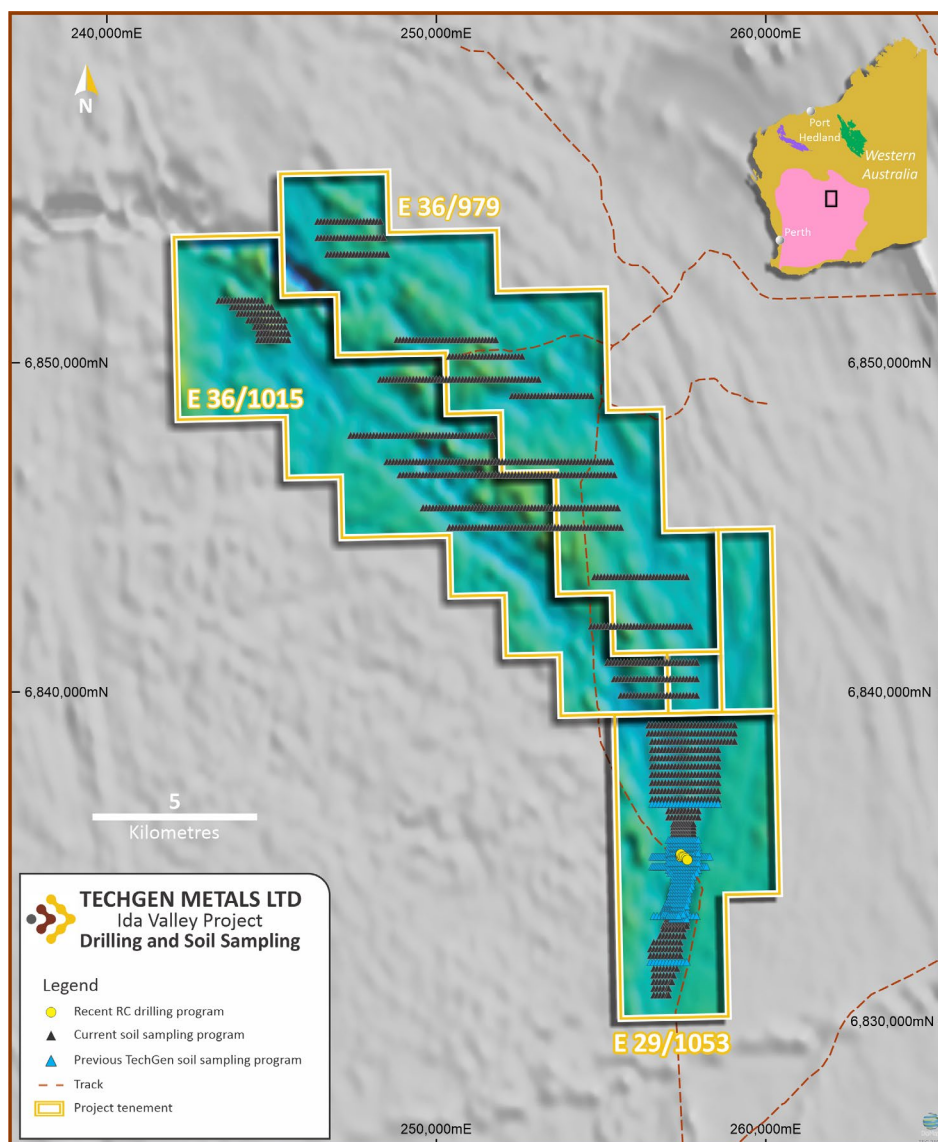 240,000mE
250,000mE
260,000mE
N
Port
Hedland
Western
Australia
Perth
E 36/979
6,850,000mN
6,850,000mN
E 36/1015
6,840,000mN
6,840,000mN
5
Kilometres
TECHGEN METALS LTD
Ida Valley Project
Drilling and Soil Sampling
Legend
Recent RC drilling program
Current soil sampling program
Previous TechGen soil sampling program
Track
Project tenement
6,830,000mN
E 29/1053
250,000mE
260,000mE